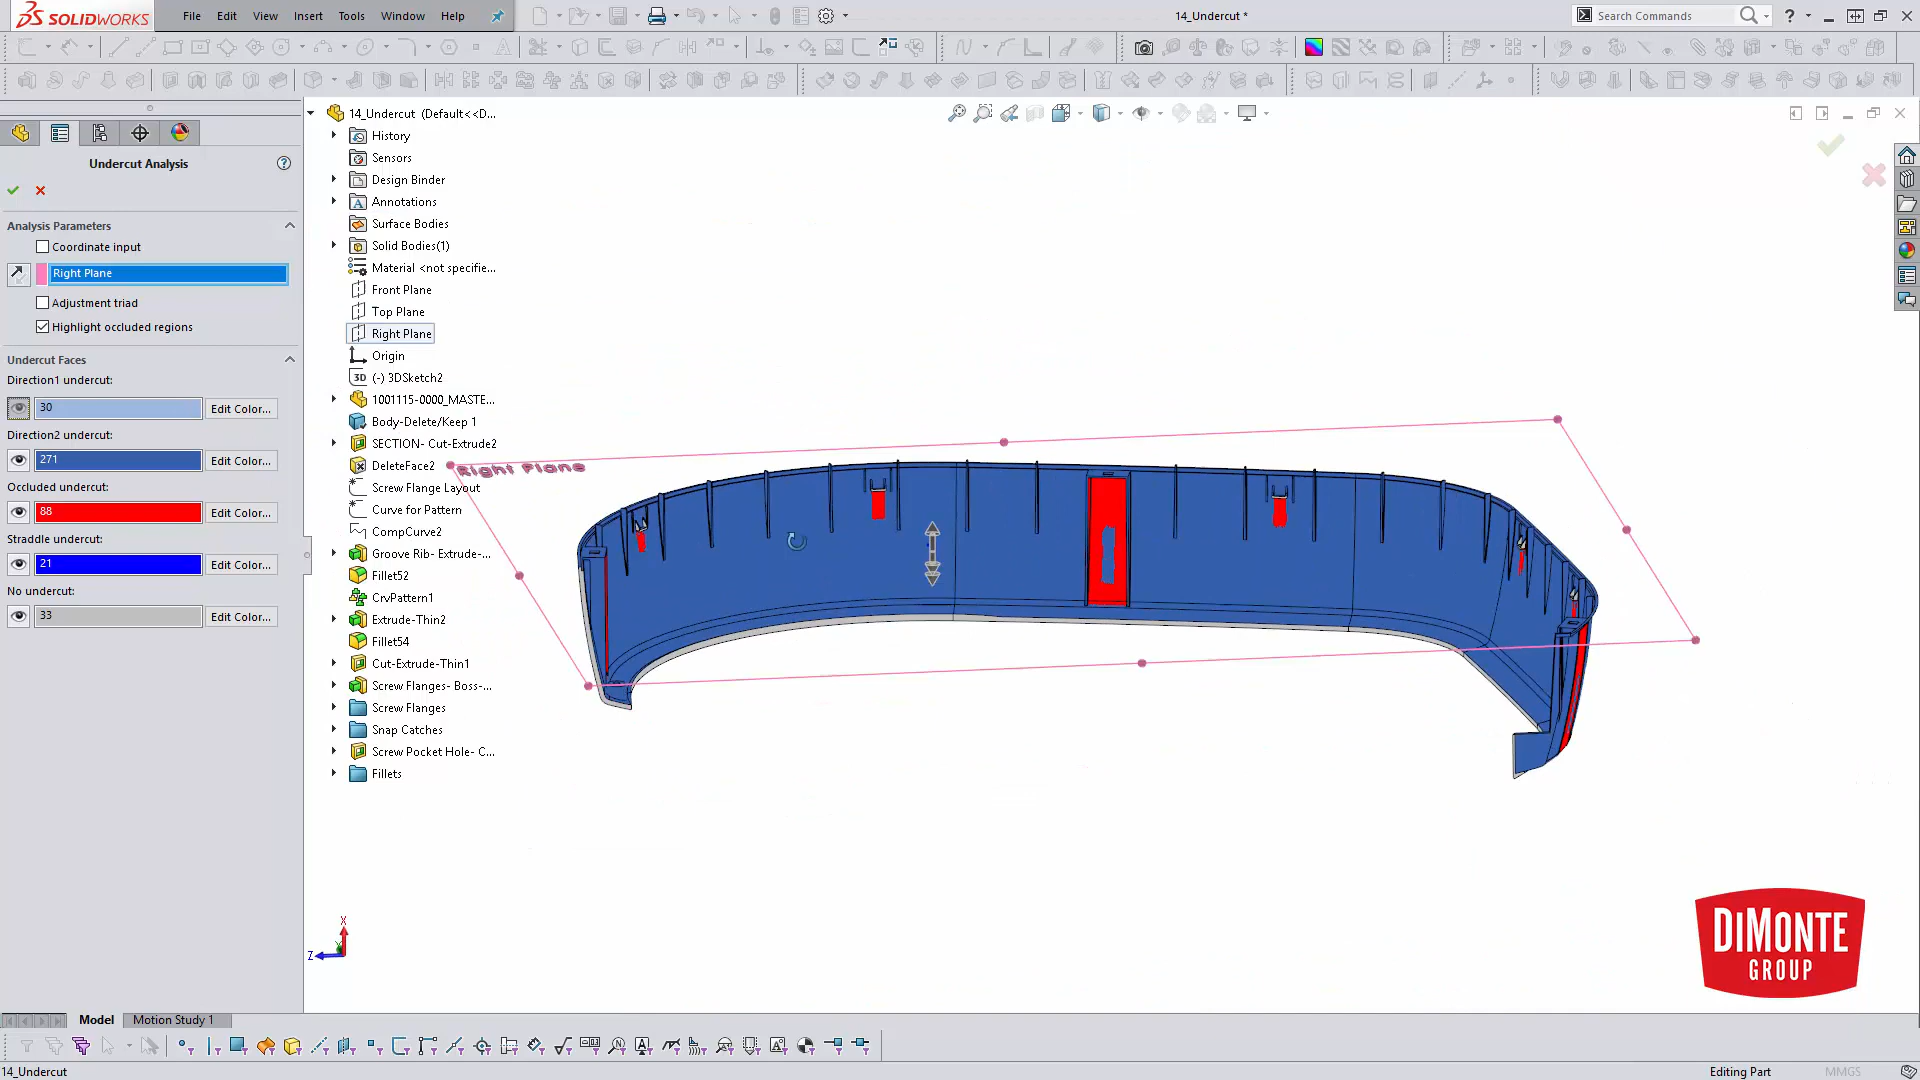 SOLIDWORKS
File Edit View Insert Tools Window Help
14_Undercut *
Search Commands
Undercut Analysis
Analysis Parameters
Coordinate input
Right Plane
Adjustment triad
Highlight occluded regions
Undercut Faces
Direction1 undercut:
30
Edit Color...
Direction2 undercut:
271
Edit Color...
Occluded undercut:
88
Edit Color...
Straddle undercut:
21
Edit Color...
No undercut:
33
Edit Color...
14_Undercut (Default<<D...
History
Sensors
Design Binder
Annotations
Surface Bodies
Solid Bodies(1)
Material <not specifie...
Front Plane
Top Plane
Right Plane
Origin
(-) 3DSketch2
1001115-0000_MASTE...
Body-Delete/Keep 1
SECTION- Cut-Extrude2
DeleteFace2
Screw Flange Layout
Curve for Pattern
CompCurve2
Groove Rib- Extrude-...
Fillet52
CrvPattern1
Extrude-Thin2
Fillet54
Cut-Extrude-Thin1
Screw Flanges- Boss-...
Screw Flanges
Snap Catches
Screw Pocket Hole- C...
Fillets
Right Plane
X
Z
DIMONTE
GROUP
Model Motion Study 1
14_Undercut
Editing Part
MMGS